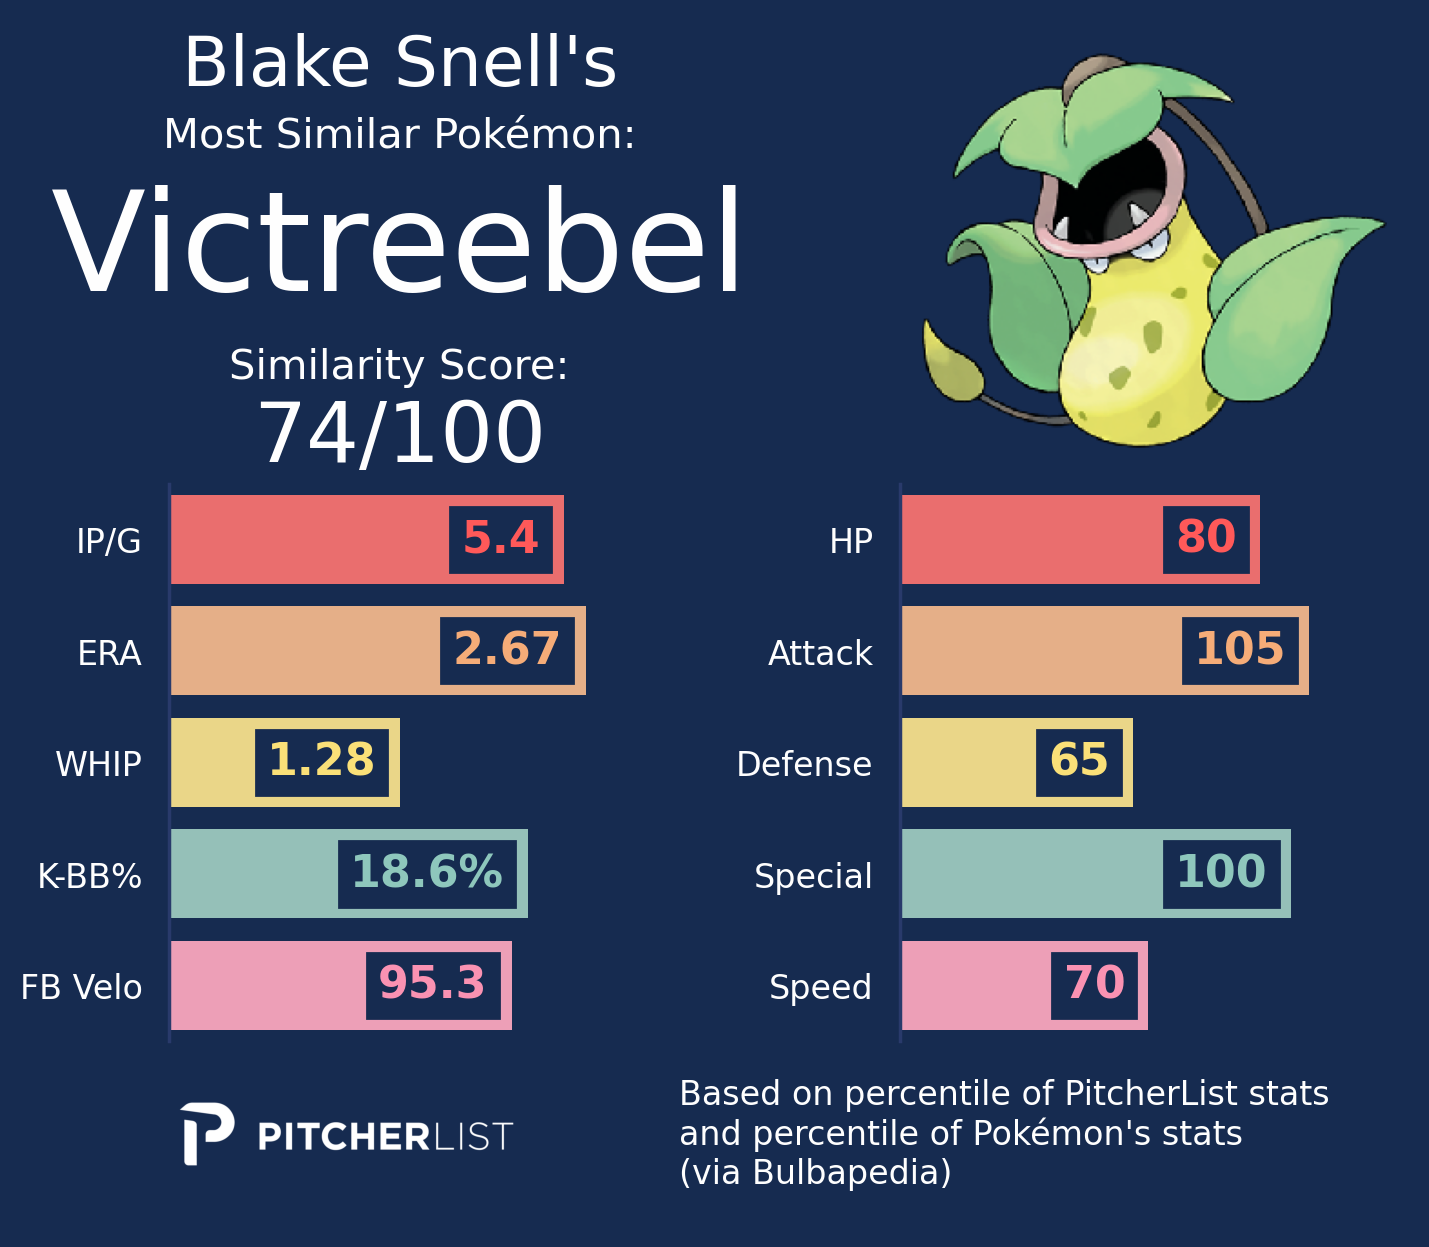 Blake Snell's
Most Similar Pokémon:
Victreebel
Similarity Score:
74/100
IP/G 5.4
ERA 2.67
WHIP 1.28
K-BB% 18.6%
FB Velo 95.3
HP 80
Attack 105
Defense 65
Special 100
Speed 70
PITCHERLIST
Based on percentile of PitcherList stats
and percentile of Pokémon's stats
(via Bulbapedia)